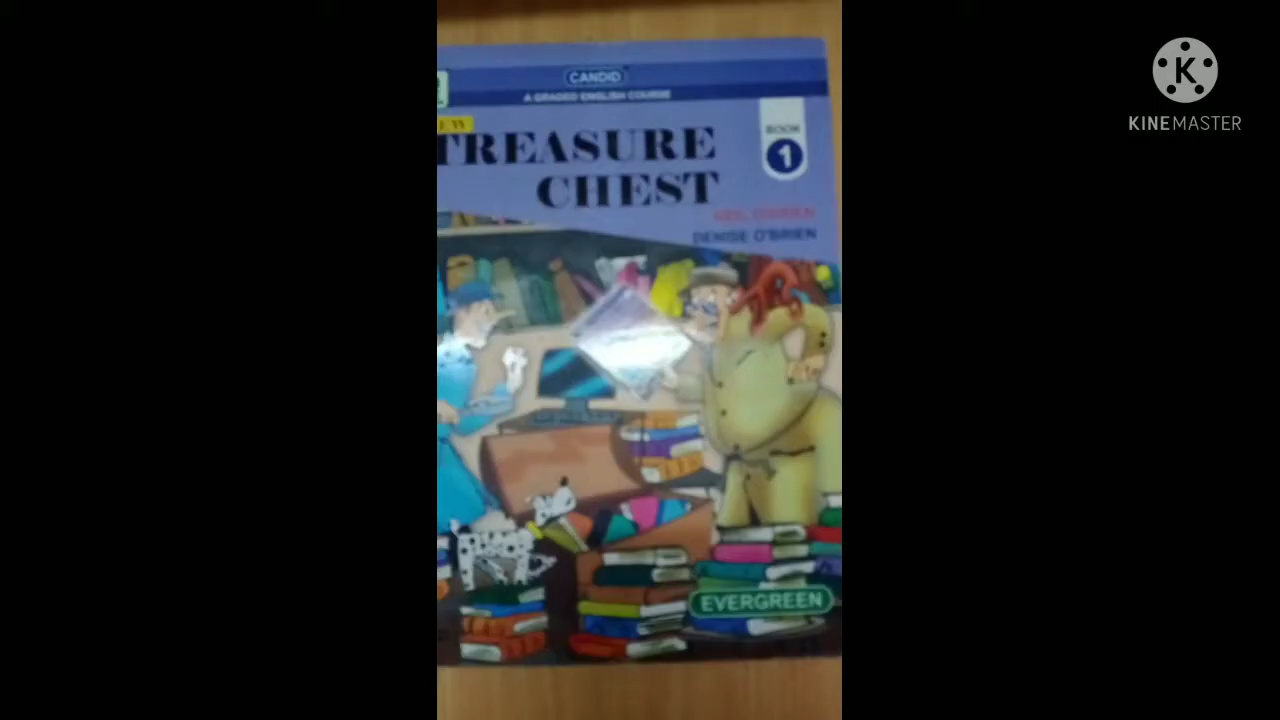 CANDID
A GRADED ENGLISH COURSE
TREASURE
CHEST
BOOK
1
DENISE O'BRIEN
EVERGREEN
K
KINEMASTER